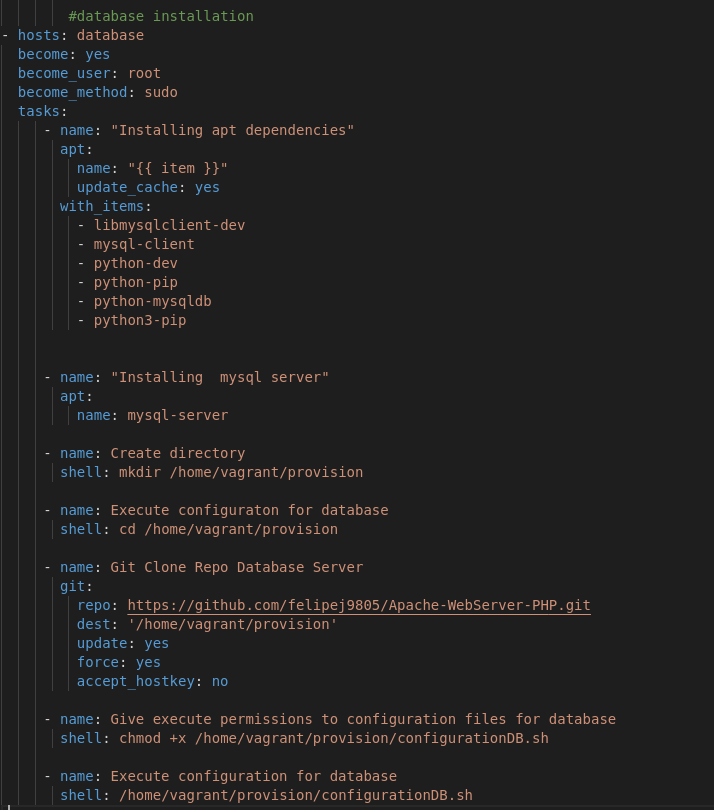 #database installation
- hosts: database
become: yes
become_user: root
become_method: sudo
tasks:
- name: "Installing apt dependencies"
apt:
name: "{{ item }}"
update_cache: yes
with_items:
- libmysqlclient-dev
- mysql-client
- python-dev
- python-pip
- python-mysqldb
- python3-pip
- name: "Installing  mysql server"
apt:
name: mysql-server
- name: Create directory
shell: mkdir /home/vagrant/provision
- name: Execute configuraton for database
shell: cd /home/vagrant/provision
- name: Git Clone Repo Database Server
git:
repo: https://github.com/felipej9805/Apache-WebServer-PHP.git
dest: '/home/vagrant/provision'
update: yes
force: yes
accept_hostkey: no
- name: Give execute permissions to configuration files for database
shell: chmod +x /home/vagrant/provision/configurationDB.sh
- name: Execute configuration for database
shell: /home/vagrant/provision/configurationDB.sh